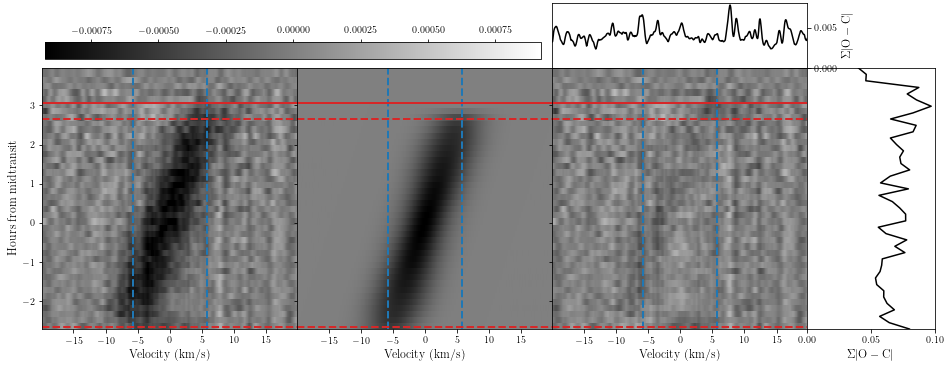 −0.00075 −0.00050 −0.00025 0.00000 0.00025 0.00050 0.00075
0.005
0.000
Σ|O − C|
Hours from midtransit
3
2
1
0
−1
−2
−15 −10 −5 0 5 10 15
Velocity (km/s)
−15 −10 −5 0 5 10 15
Velocity (km/s)
−15 −10 −5 0 5 10 15
Velocity (km/s)
0.00 0.05 0.10
Σ|O − C|